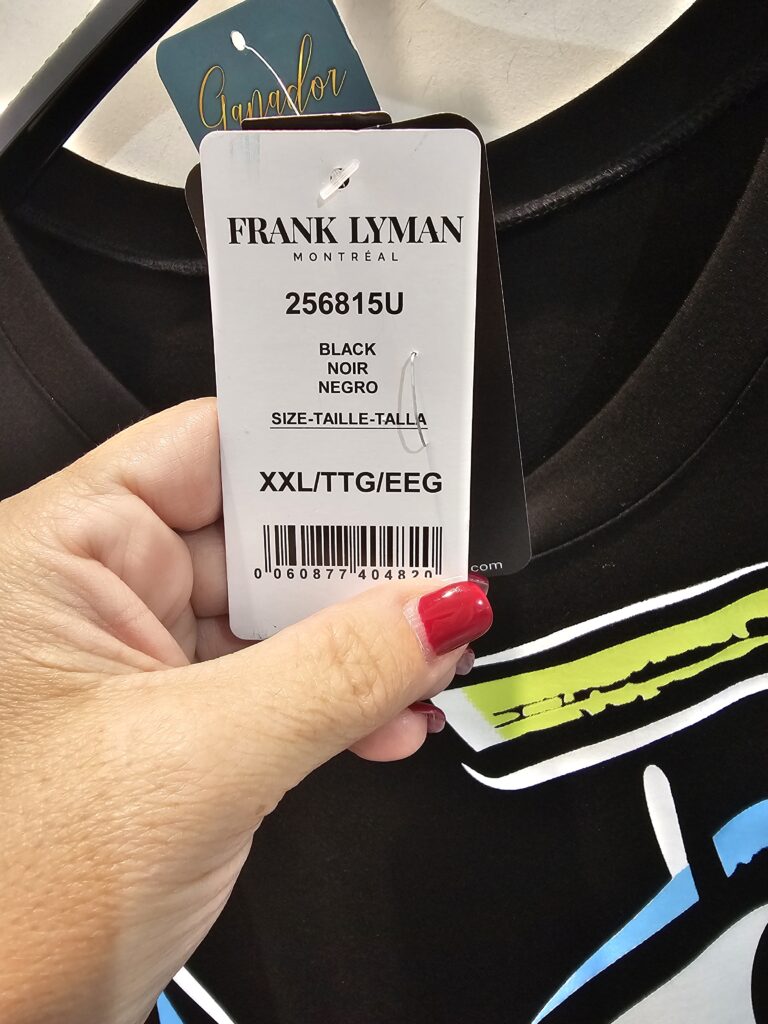 Ganador
FRANK LYMAN
MONTRÉAL
256815U
BLACK
NOIR
NEGRO
SIZE-TAILLE-TALLA
XXL/TTG/EEG
0 060877 404820
.com